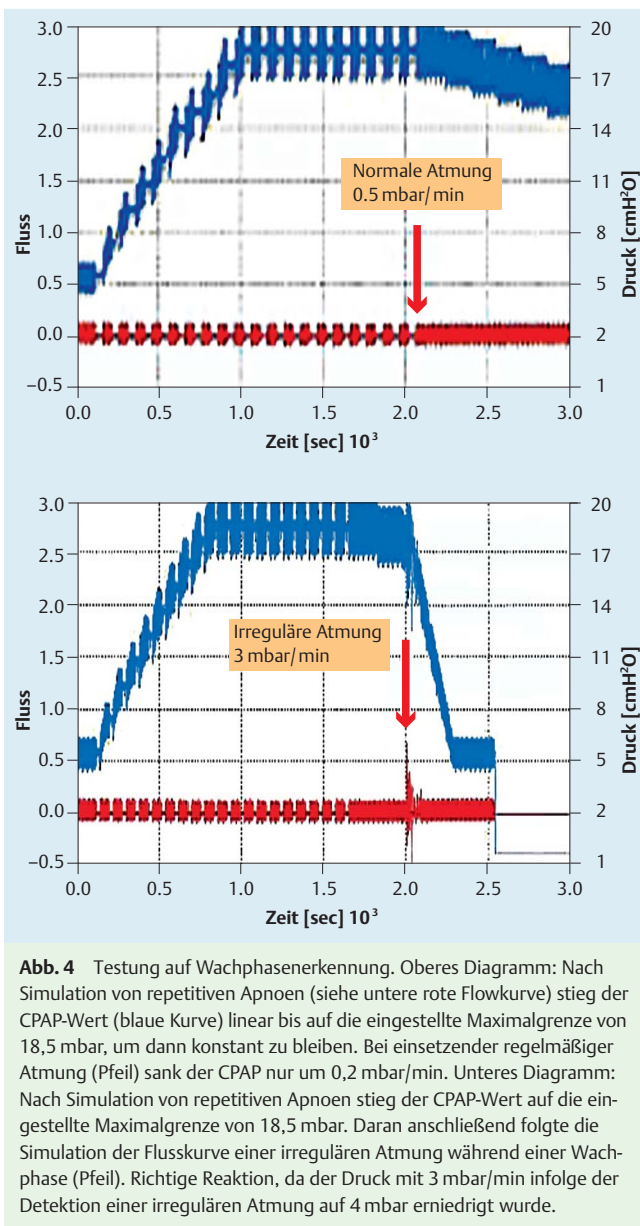 3.0
2.5
2.0
1.5
1.0
0.5
0.0
–0.5
Fluss
20
17
14
11
8
5
2
1
Druck [cmH²O]
Normale Atmung
0.5 mbar/min
0.0 0.5 1.0 1.5 2.0 2.5 3.0
Zeit [sec] 10³
3.0
2.5
2.0
1.5
1.0
0.5
0.0
–0.5
Fluss
20
17
14
11
8
5
2
1
Druck [cmH²O]
Irreguläre Atmung
3 mbar/min
0.0 0.5 1.0 1.5 2.0 2.5 3.0
Zeit [sec] 10³
Abb. 4 Testung auf Wachphasenerkennung. Oberes Diagramm: Nach
Simulation von repetitiven Apnoen (siehe untere rote Flowkurve) stieg der
CPAP-Wert (blaue Kurve) linear bis auf die eingestellte Maximalgrenze von
18,5 mbar, um dann konstant zu bleiben. Bei einsetzender regelmäßiger
Atmung (Pfeil) sank der CPAP nur um 0,2 mbar/min. Unteres Diagramm:
Nach Simulation von repetitiven Apnoen stieg der CPAP-Wert auf die ein-
gestellte Maximalgrenze von 18,5 mbar. Daran anschließend folgte die
Simulation der Flusskurve einer irregulären Atmung während einer Wach-
phase (Pfeil). Richtige Reaktion, da der Druck mit 3 mbar/min infolge der
Detektion einer irregulären Atmung auf 4 mbar erniedrigt wurde.